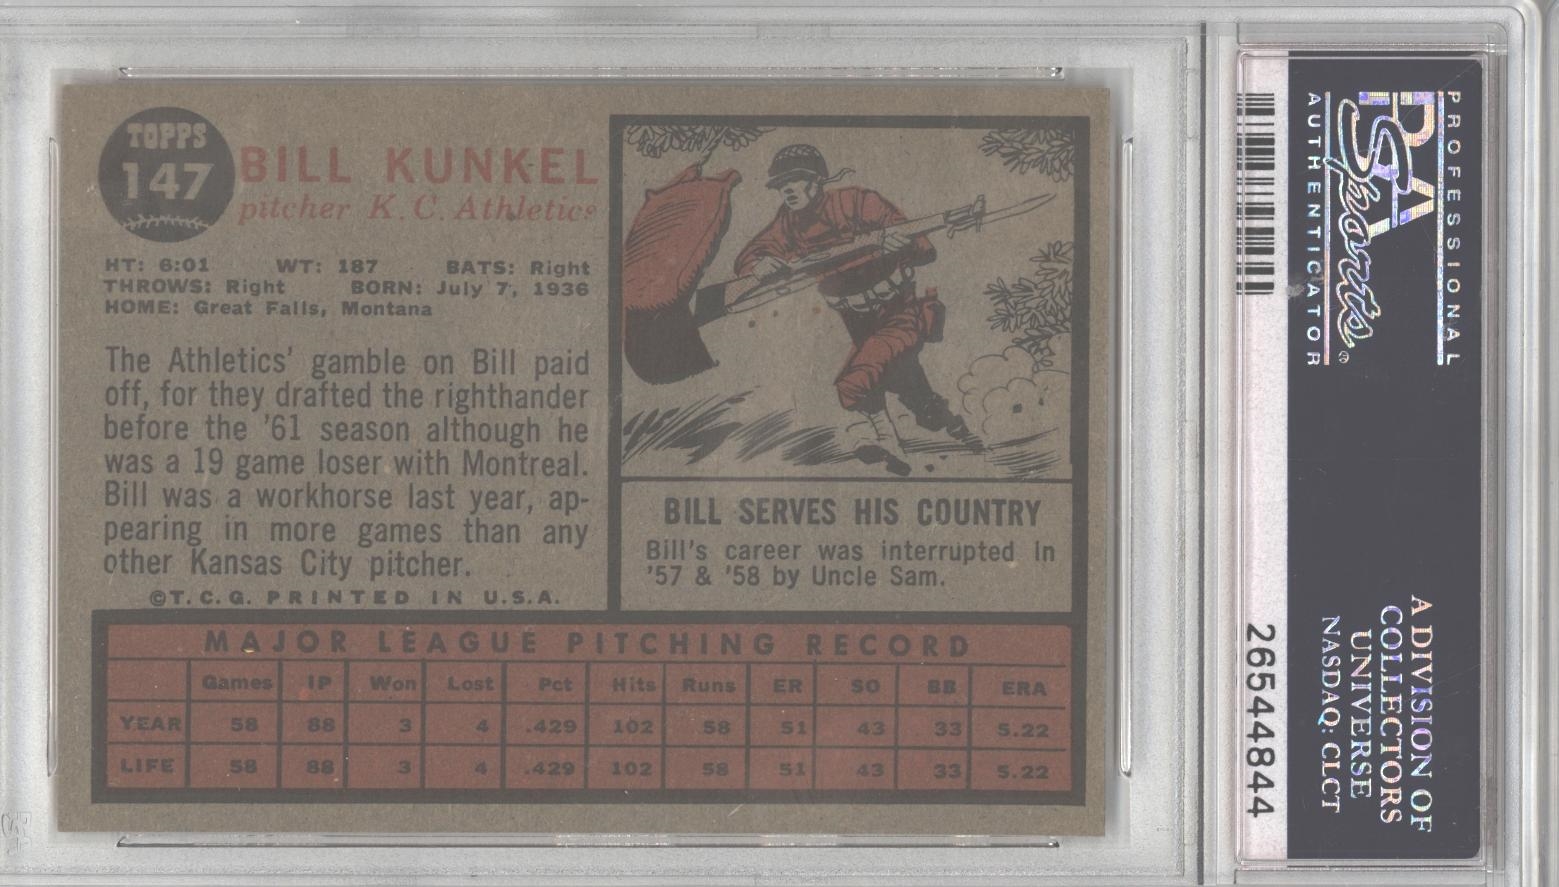 TOPPS
147
BILL KUNKEL
pitcher K. C. Athletics
HT: 6:01 WT: 187 BATS: Right
THROWS: Right BORN: July 7, 1936
HOME: Great Falls, Montana
The Athletics' gamble on Bill paid
off, for they drafted the righthander
before the '61 season although he
was a 19 game loser with Montreal.
Bill was a workhorse last year, ap-
pearing in more games than any
other Kansas City pitcher.
©T.C.G. PRINTED IN U.S.A.
BILL SERVES HIS COUNTRY
Bill's career was interrupted in
'57 & '58 by Uncle Sam.
MAJOR LEAGUE PITCHING RECORD
Games IP Won Lost Pct Hits Runs ER SO BB ERA
YEAR 58 88 3 4 .429 102 58 51 43 33 5.22
LIFE 58 88 3 4 .429 102 58 51 43 33 5.22
PROFESSIONAL
PSA
Sports®
AUTHENTICATOR
A DIVISION OF
COLLECTORS
UNIVERSE
NASDAQ: CLCT
26544844